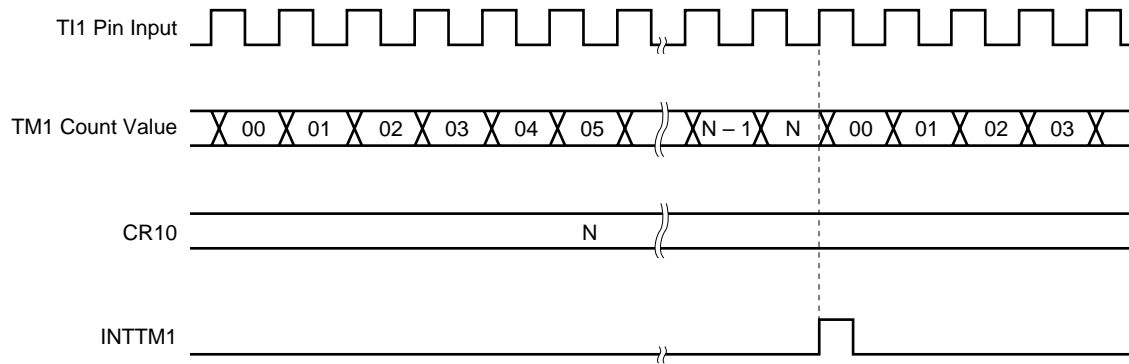 TI1 Pin Input
TM1 Count Value 00 01 02 03 04 05 N – 1 N 00 01 02 03
CR10 N
INTTM1